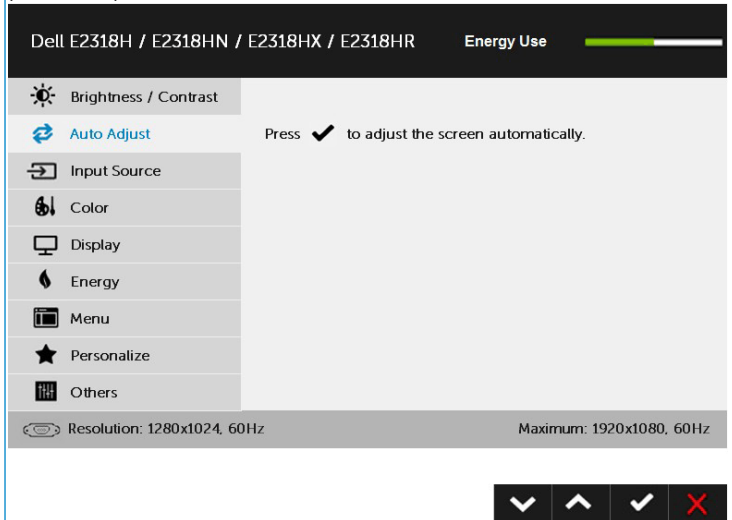 Dell E2318H / E2318HN / E2318HX / E2318HR Energy Use
Brightness / Contrast
Auto Adjust
Press ✔ to adjust the screen automatically.
Input Source
Color
Display
Energy
Menu
Personalize
Others
Resolution: 1280x1024, 60Hz Maximum: 1920x1080, 60Hz